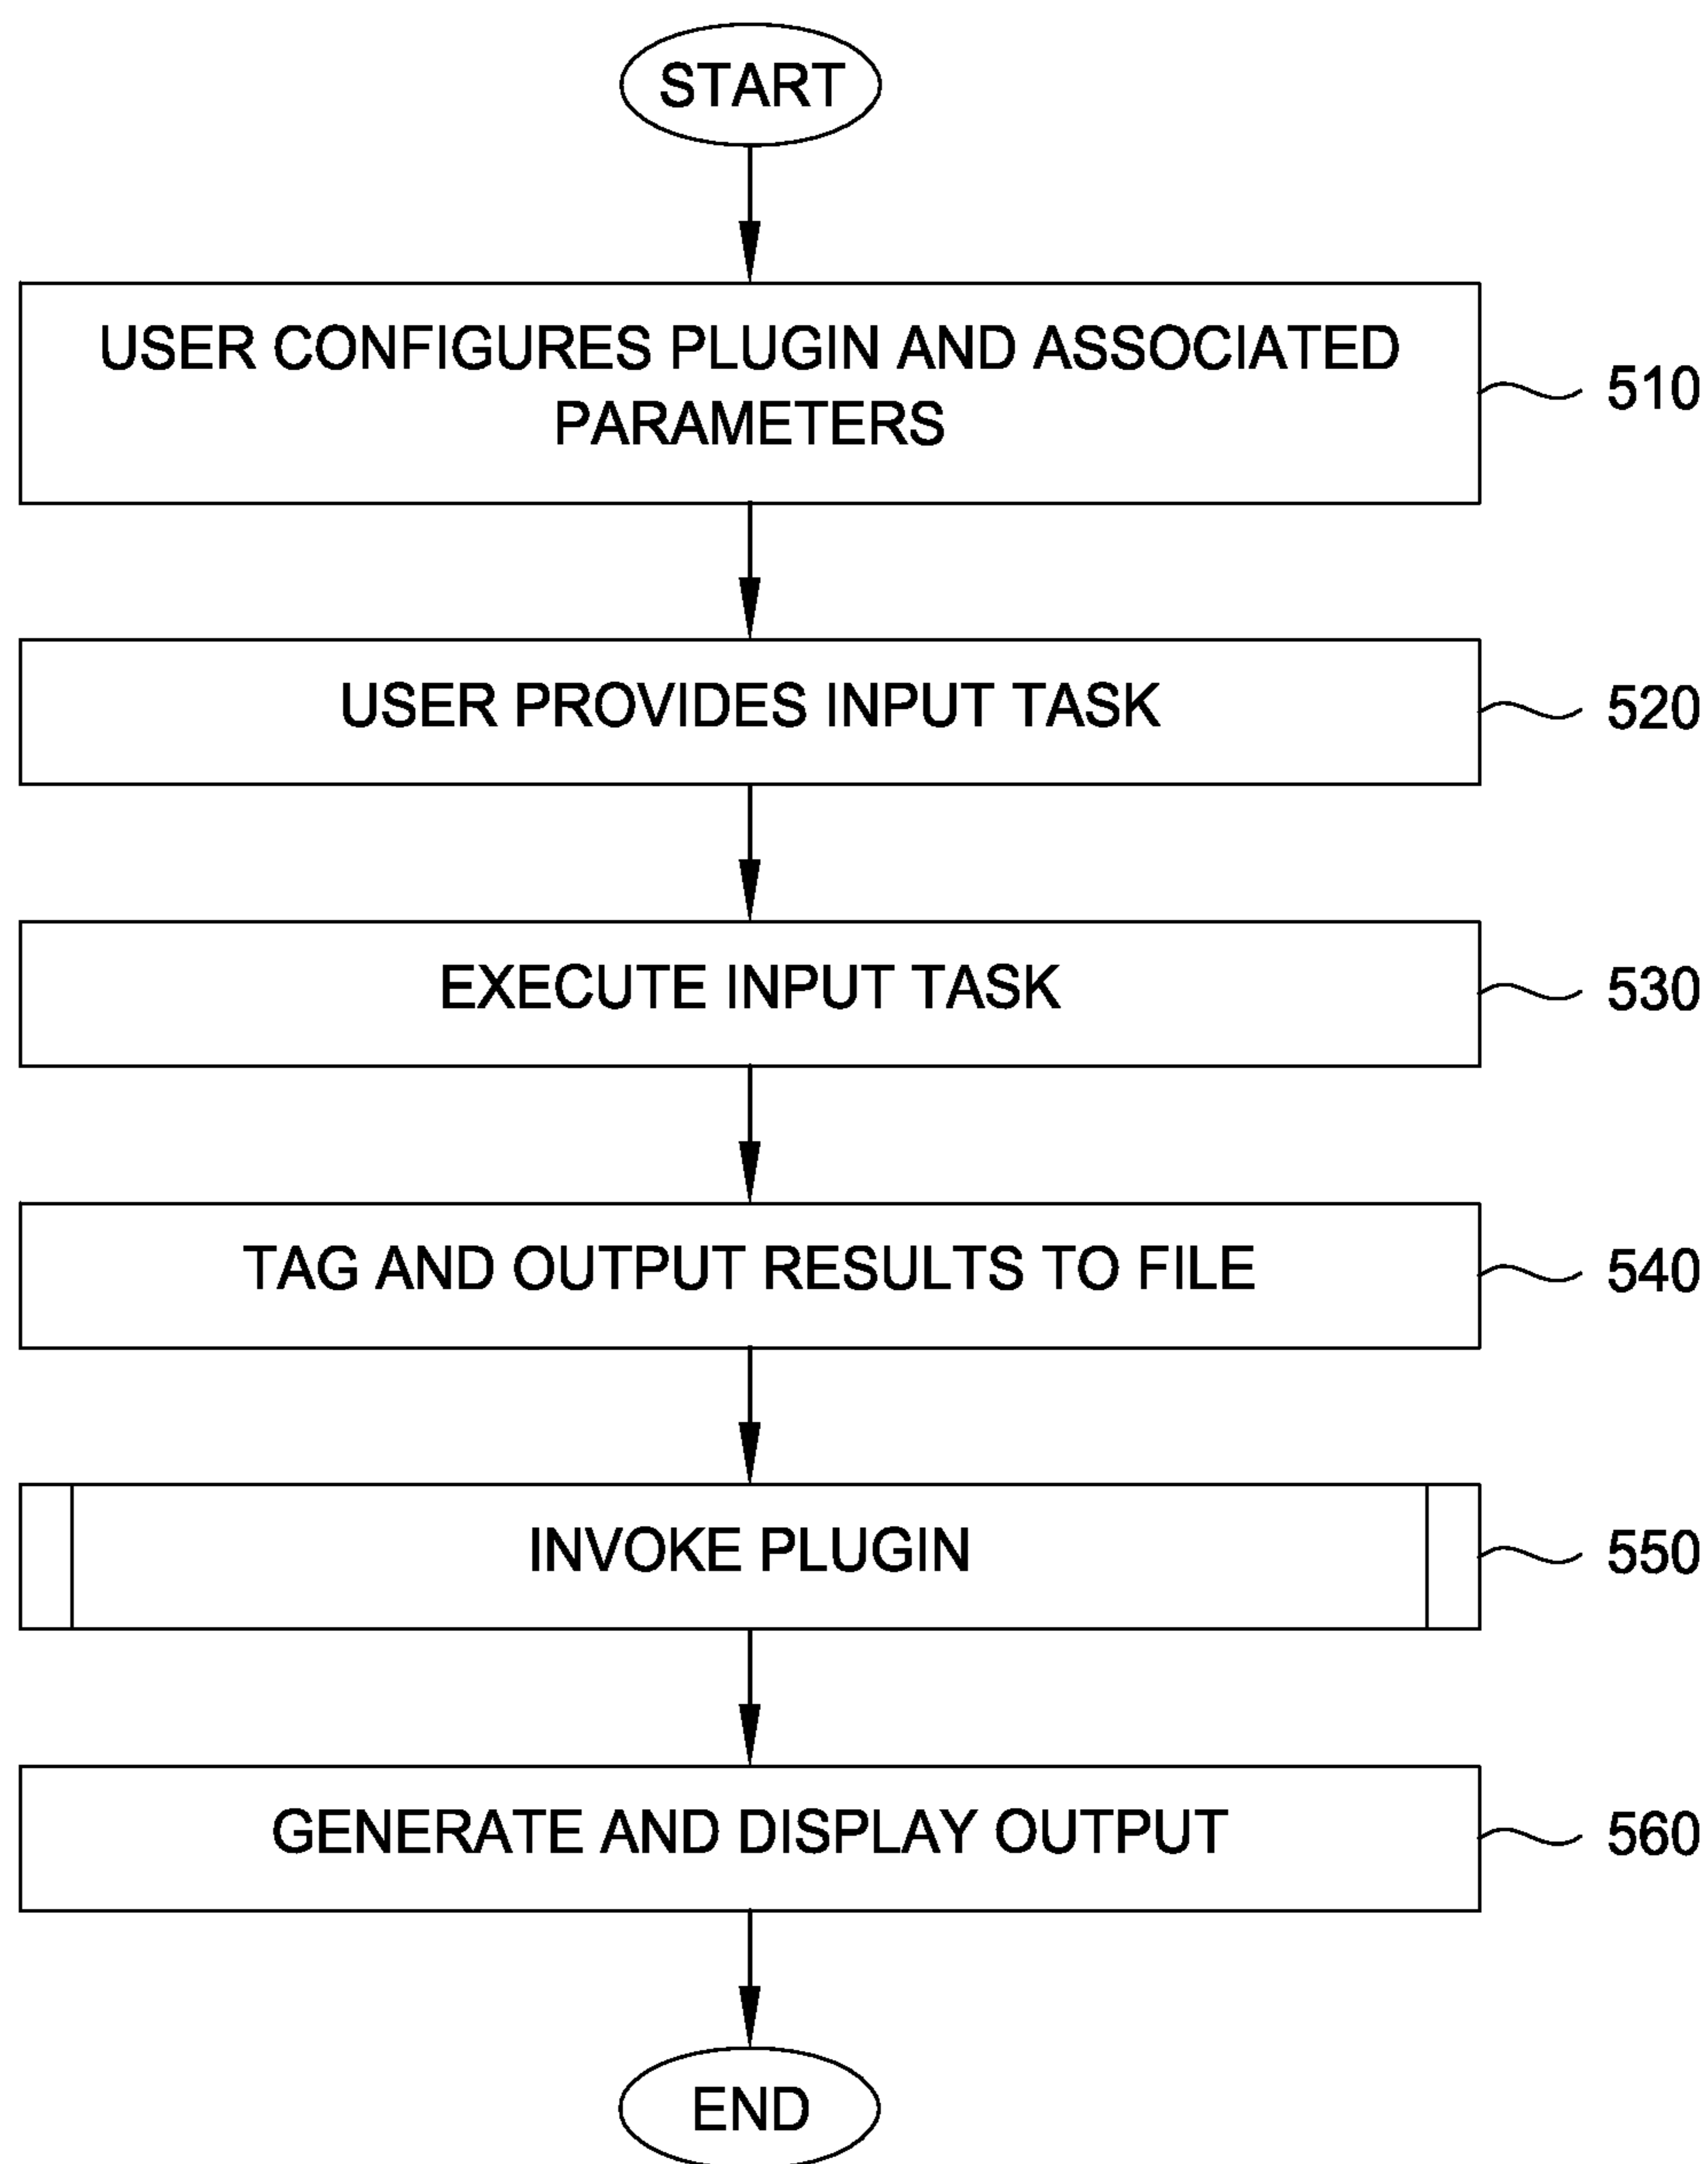 START
USER CONFIGURES PLUGIN AND ASSOCIATED
PARAMETERS
510
USER PROVIDES INPUT TASK
520
EXECUTE INPUT TASK
530
TAG AND OUTPUT RESULTS TO FILE
540
INVOKE PLUGIN
550
GENERATE AND DISPLAY OUTPUT
560
END